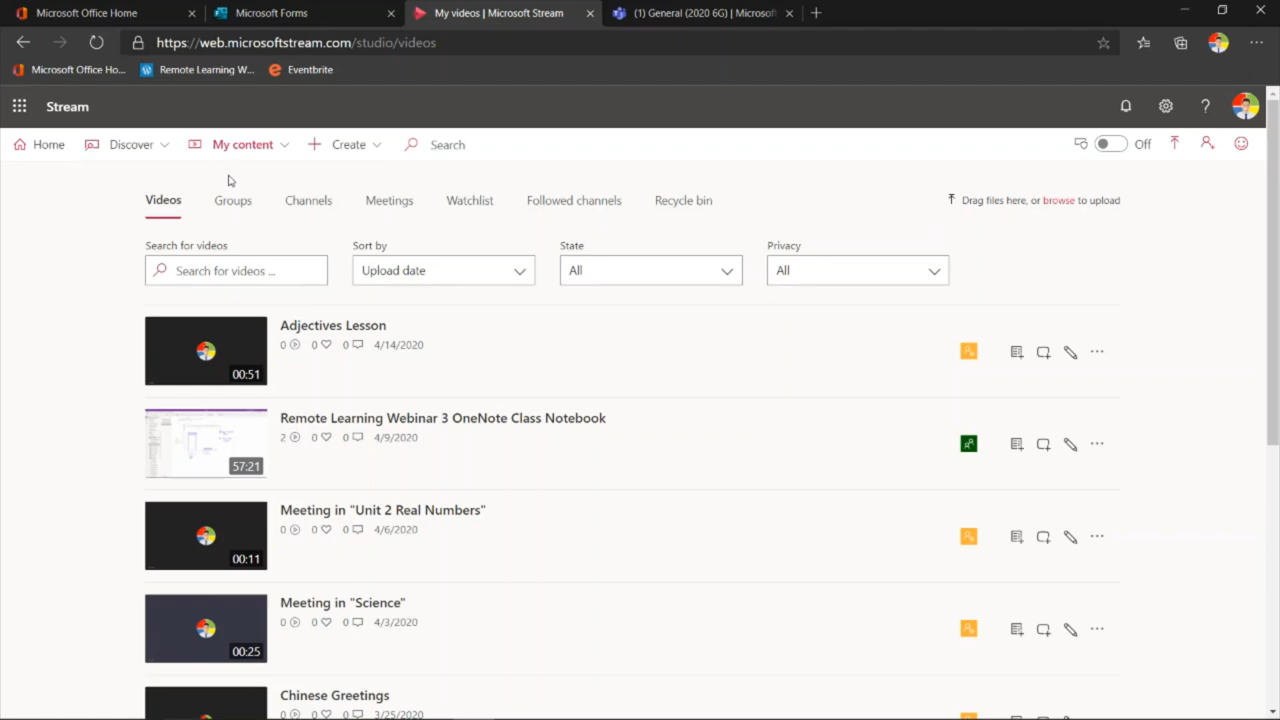 Microsoft Office Home
Microsoft Forms
My videos | Microsoft Stream
(1) General (2020 6G) | Microsof
https://web.microsoftstream.com/studio/videos
Microsoft Office Ho...
Remote Learning W...
Eventbrite
Stream
Home
Discover
My content
Create
Search
Off
Videos
Groups
Channels
Meetings
Watchlist
Followed channels
Recycle bin
Drag files here, or browse to upload
Search for videos
Sort by
State
Privacy
Search for videos ...
Upload date
All
All
Adjectives Lesson
0 0 0 4/14/2020
00:51
Remote Learning Webinar 3 OneNote Class Notebook
2 0 0 4/9/2020
57:21
Meeting in "Unit 2 Real Numbers"
0 0 0 4/6/2020
00:11
Meeting in "Science"
0 0 0 4/3/2020
00:25
Chinese Greetings
0 0 0 3/25/2020